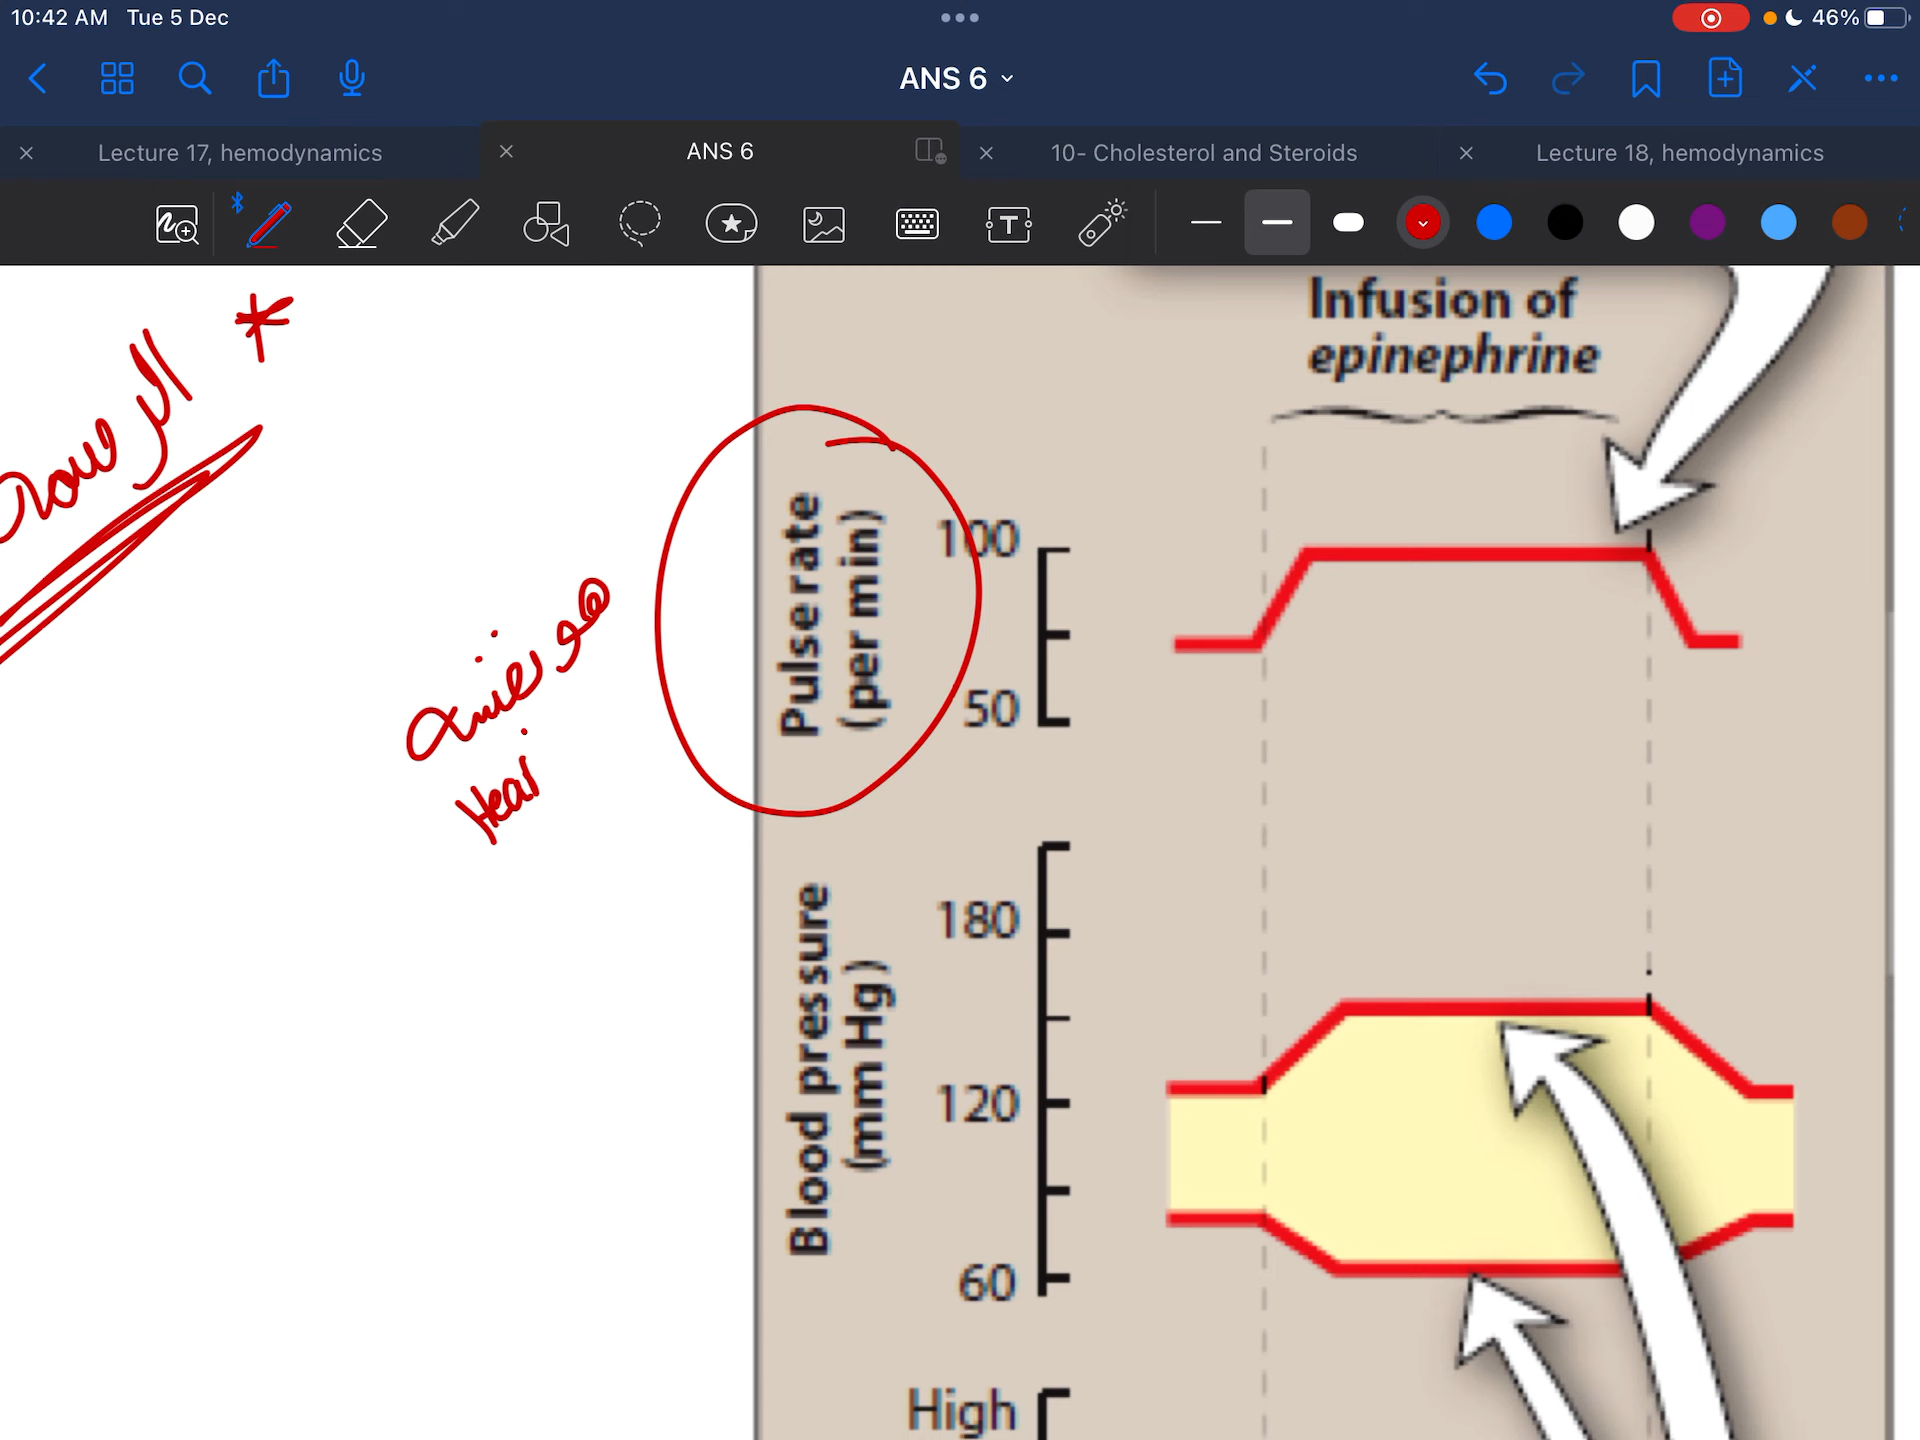 10:42 AM Tue 5 Dec
46%
ANS 6
Lecture 17, hemodynamics
ANS 6
10- Cholesterol and Steroids
Lecture 18, hemodynamics
Infusion of
epinephrine
Pulse rate
(per min)
100
50
Hear
Blood pressure
(mm Hg)
180
120
60
High